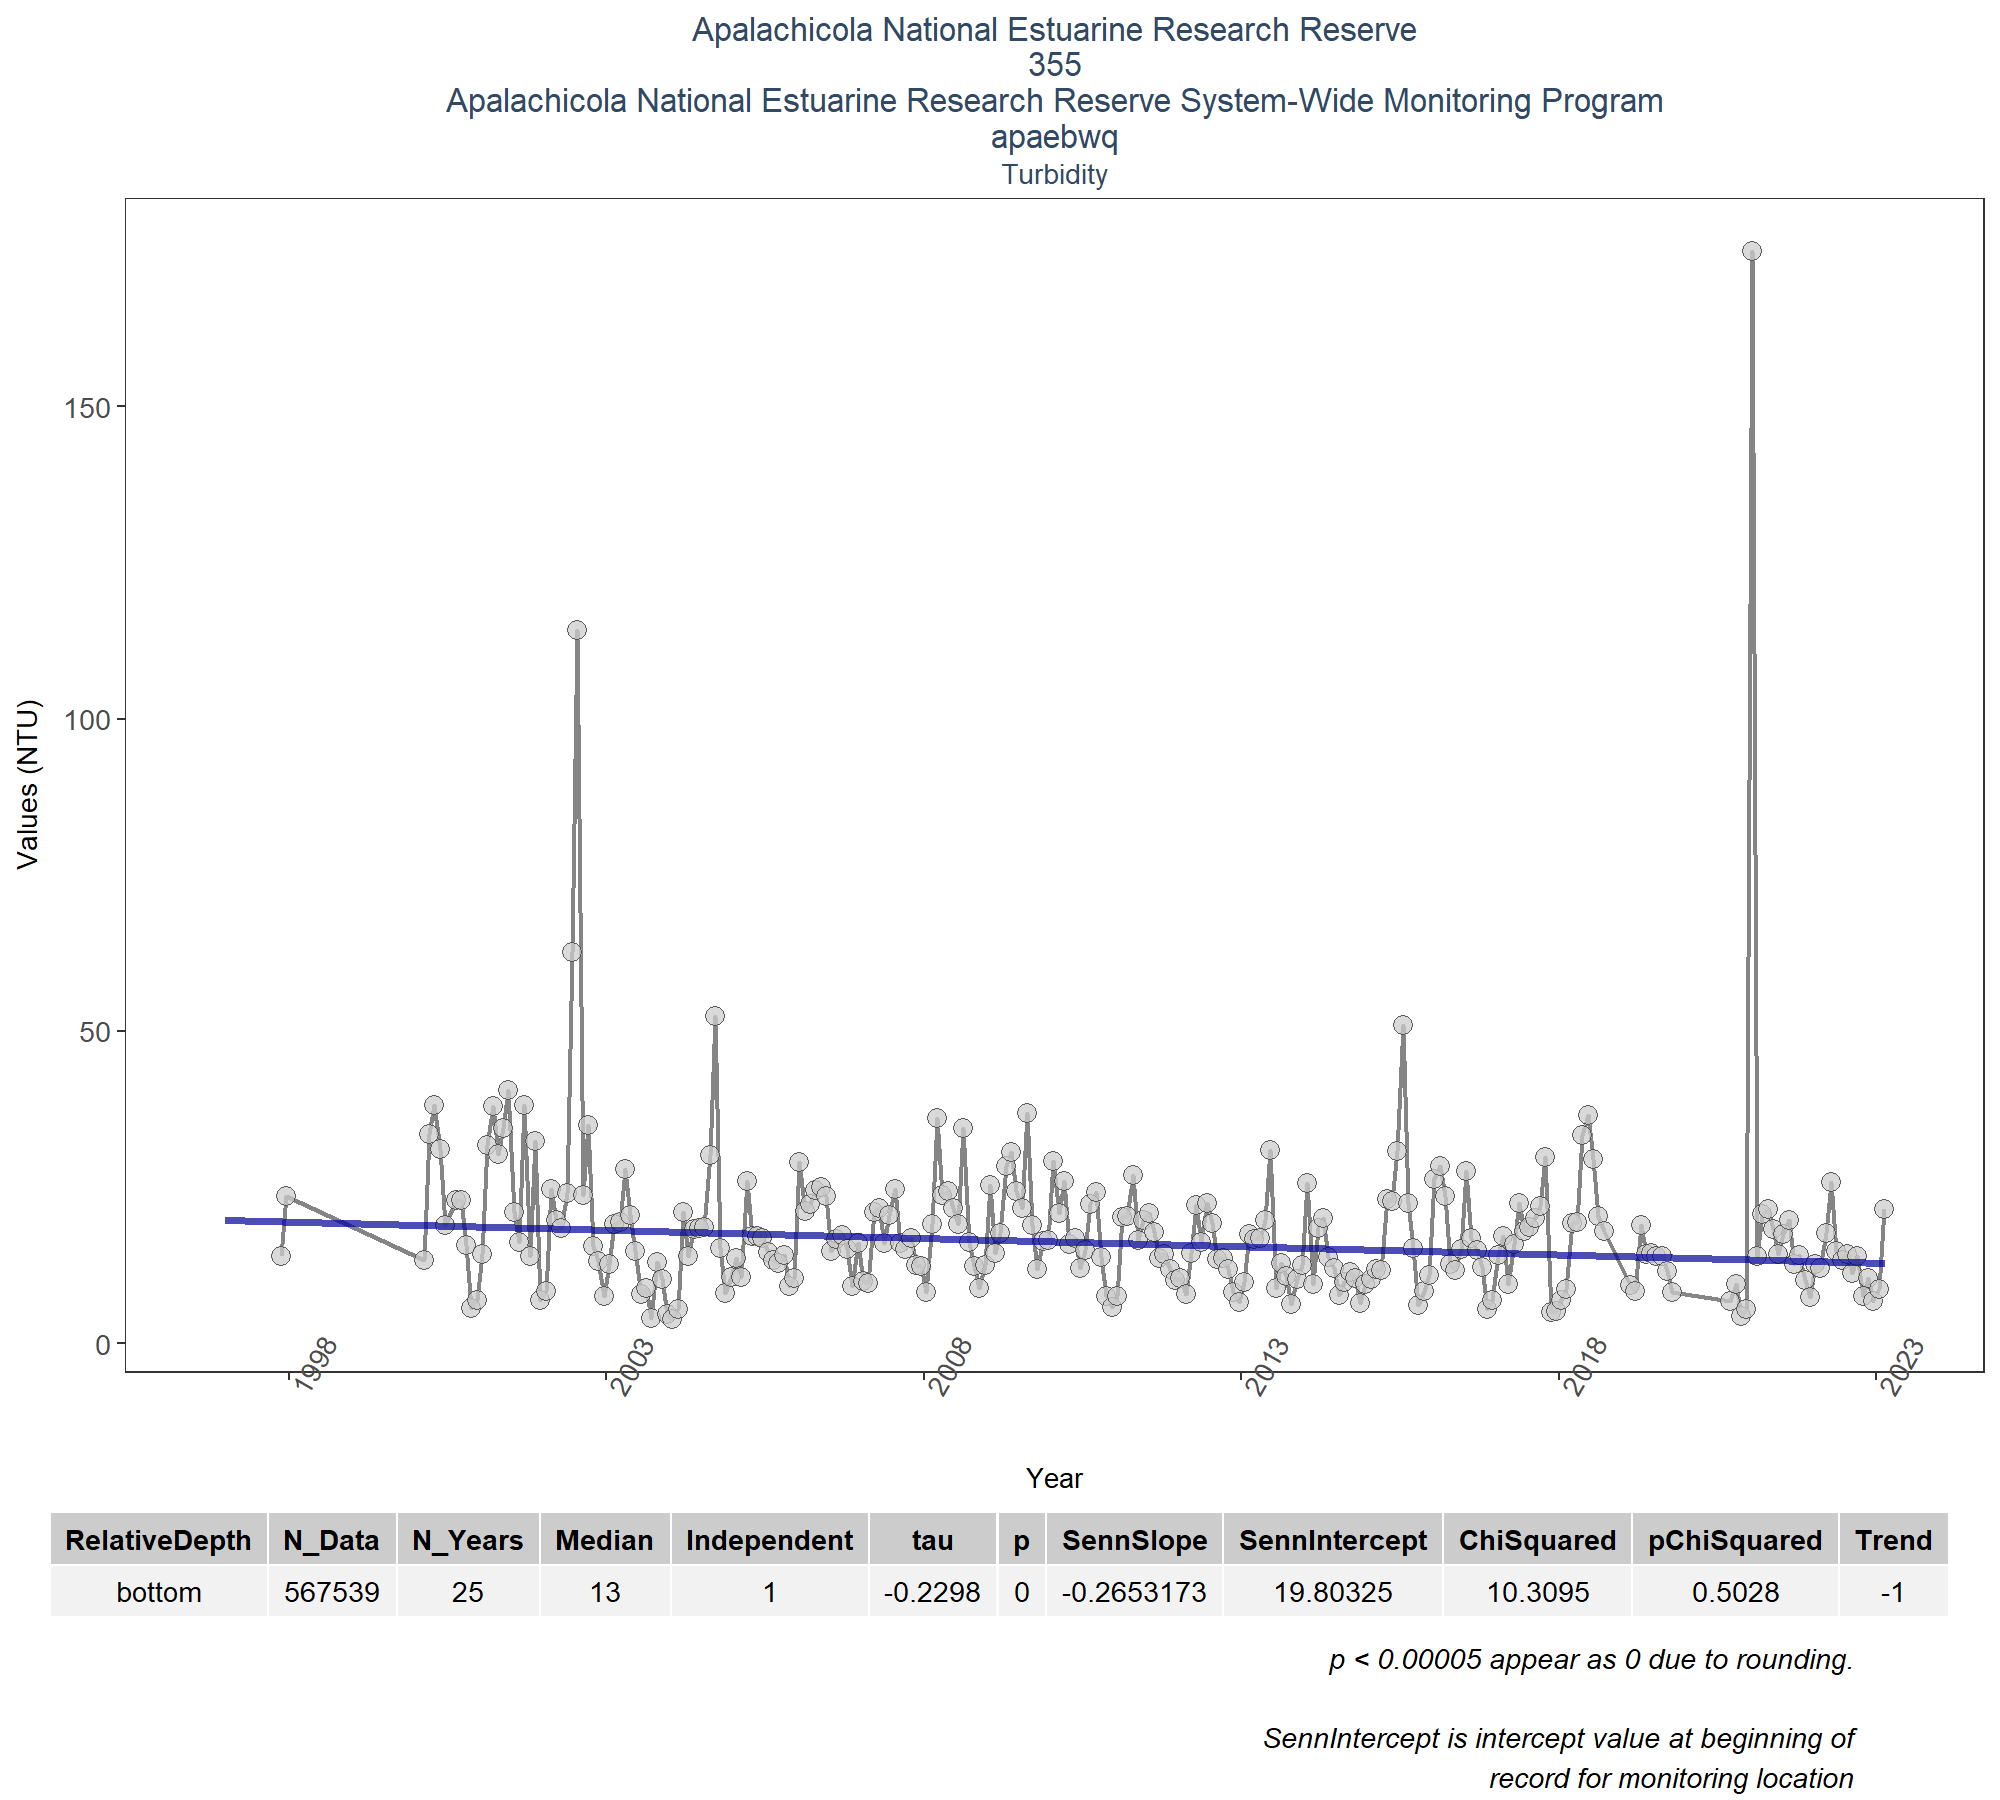 Apalachicola National Estuarine Research Reserve
355
Apalachicola National Estuarine Research Reserve System-Wide Monitoring Program
apaebwq
Turbidity
Values (NTU)
150
100
50
0
1998 2003 2008 2013 2018 2023
Year
RelativeDepth N_Data N_Years Median Independent tau p SennSlope SennIntercept ChiSquared pChiSquared Trend
bottom 567539 25 13 1 -0.2298 0 -0.2653173 19.80325 10.3095 0.5028 -1
p < 0.00005 appear as 0 due to rounding.
SennIntercept is intercept value at beginning of
record for monitoring location